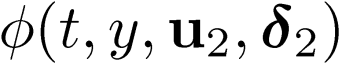 ϕ(t, y, 𝐮₂, 𝜹₂)